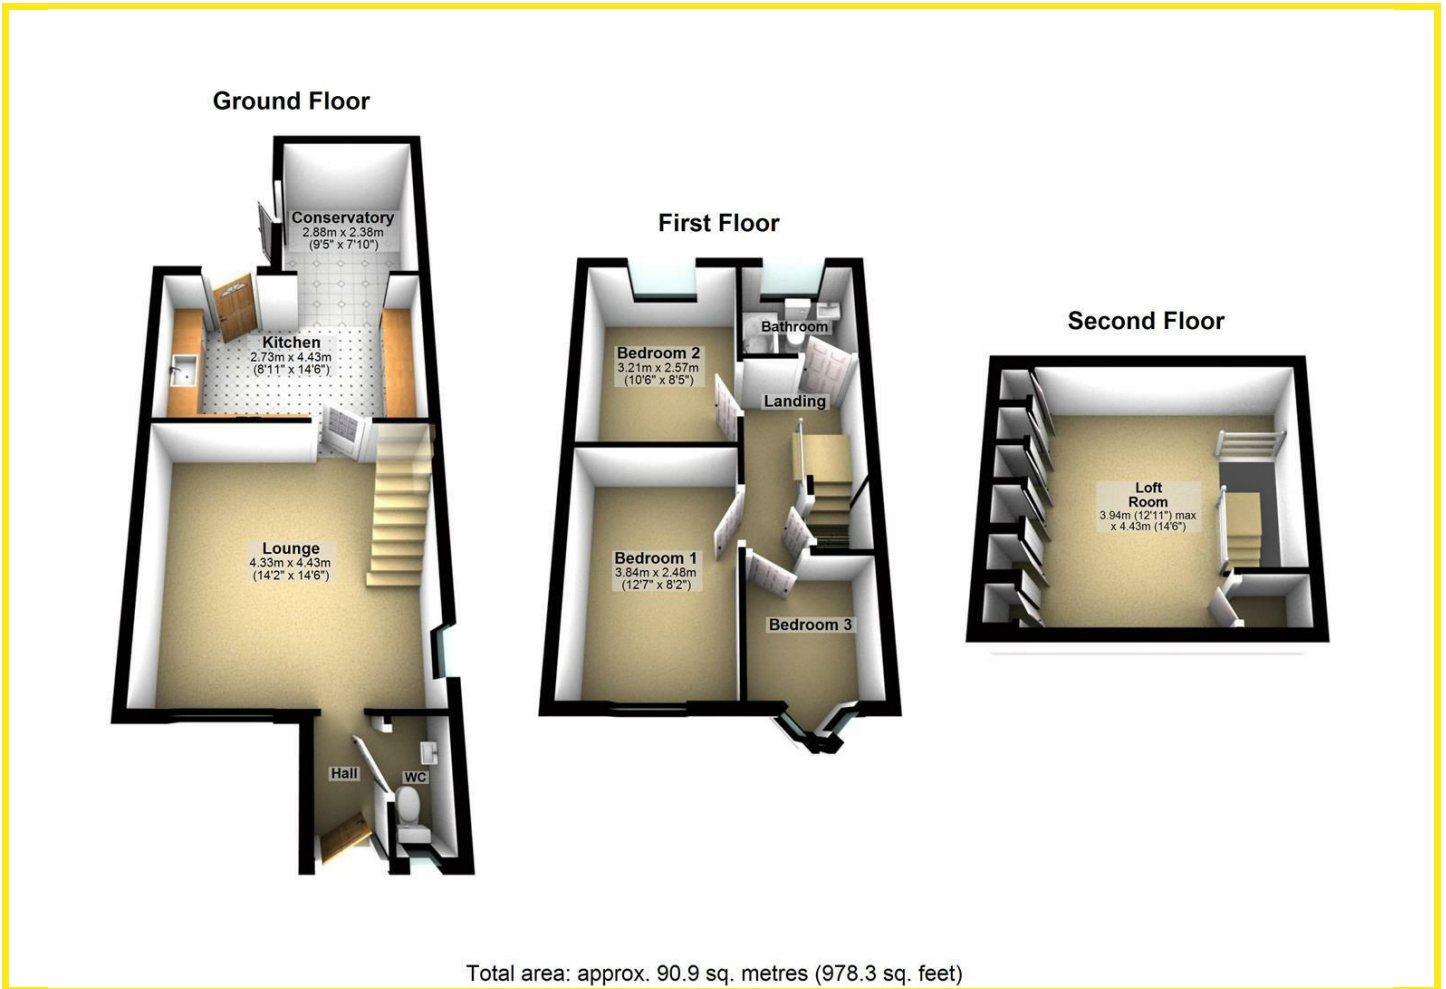 Ground Floor
Conservatory
2.88m x 2.38m
(9'5" x 7'10")
Kitchen
2.73m x 4.43m
(8'11" x 14'6")
Lounge
4.33m x 4.43m
(14'2" x 14'6")
Hall
WC
First Floor
Bathroom
Bedroom 2
3.21m x 2.57m
(10'6" x 8'5")
Landing
Bedroom 1
3.84m x 2.48m
(12'7" x 8'2")
Bedroom 3
Second Floor
Loft
Room
3.94m (12'11") max
x 4.43m (14'6")
Total area: approx. 90.9 sq. metres (978.3 sq. feet)